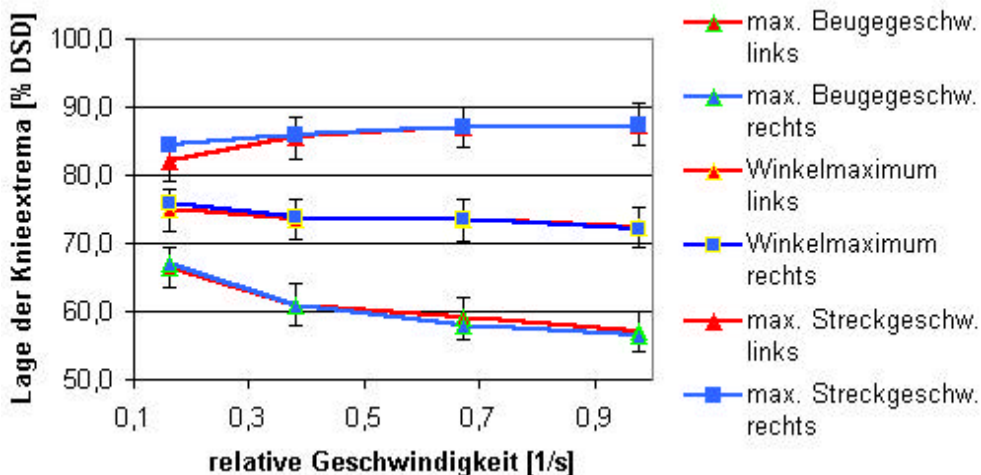 Lage der Knieextrema [% DSD]
100,0
90,0
80,0
70,0
60,0
50,0
0,1
0,3
0,5
0,7
0,9
relative Geschwindigkeit [1/s]
max. Beugegeschw.
links
max. Beugegeschw.
rechts
Winkelmaximum
links
Winkelmaximum
rechts
max. Streckgeschw.
links
max. Streckgeschw.
rechts